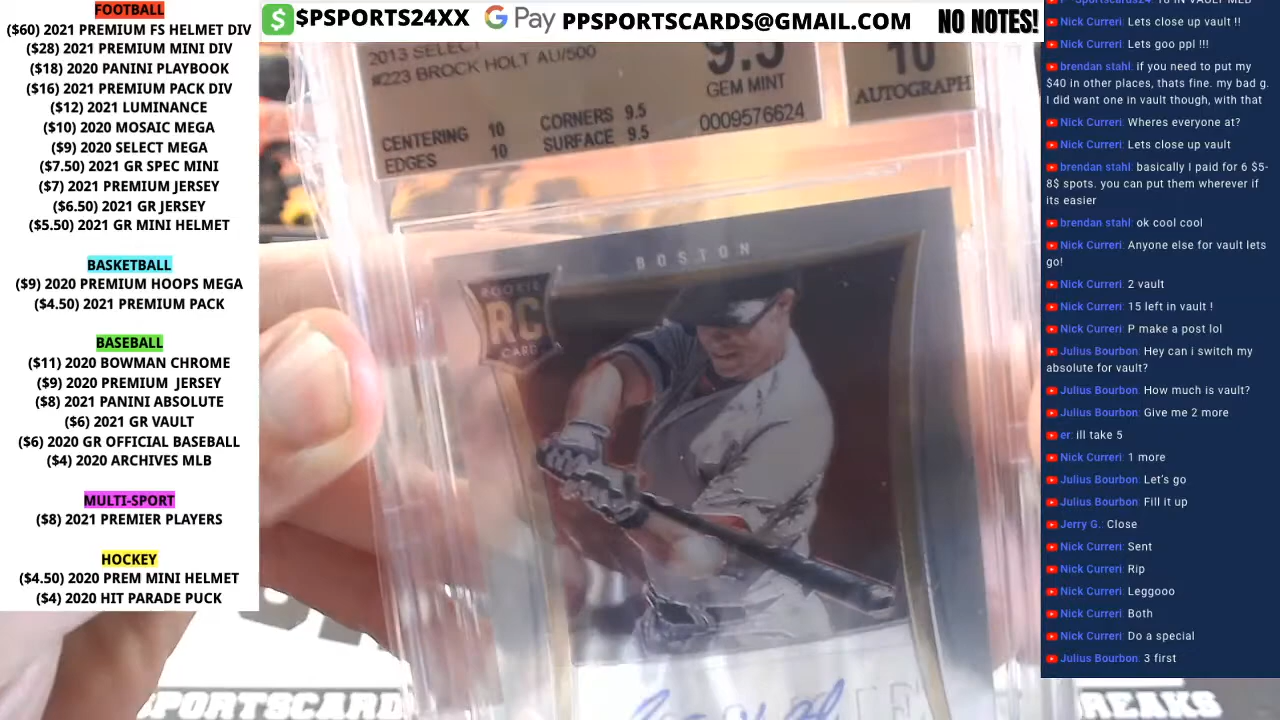 FOOTBALL
($60) 2021 PREMIUM FS HELMET DIV
($28) 2021 PREMIUM MINI DIV
($18) 2020 PANINI PLAYBOOK
($16) 2021 PREMIUM PACK DIV
($12) 2021 LUMINANCE
($10) 2020 MOSAIC MEGA
($9) 2020 SELECT MEGA
($7.50) 2021 GR SPEC MINI
($7) 2021 PREMIUM JERSEY
($6.50) 2021 GR JERSEY
($5.50) 2021 GR MINI HELMET
BASKETBALL
($9) 2020 PREMIUM HOOPS MEGA
($4.50) 2021 PREMIUM PACK
BASEBALL
($11) 2020 BOWMAN CHROME
($9) 2020 PREMIUM JERSEY
($8) 2021 PANINI ABSOLUTE
($6) 2021 GR VAULT
($6) 2020 GR OFFICIAL BASEBALL
($4) 2020 ARCHIVES MLB
MULTI-SPORT
($8) 2021 PREMIER PLAYERS
HOCKEY
($4.50) 2020 PREM MINI HELMET
($4) 2020 HIT PARADE PUCK
$PSPORTS24XX G Pay PPSPORTSCARDS@GMAIL.COM NO NOTES!
2013 SELECT
#223 BROCK HOLT AU/500
9.5
GEM MINT
10
AUTOGRAPH
CENTERING 10 CORNERS 9.5
EDGES 10 SURFACE 9.5
0009576624
BOSTON
ROOKIE
RC
CARD
SPORTSCARD
REAKS
Nick Curreri: Lets close up vault !!
Nick Curreri: Lets goo ppl !!!
brendan stahl: if you need to put my
$40 in other places, thats fine. my bad g.
I did want one in vault though, with that
Nick Curreri: Wheres everyone at?
Nick Curreri: Lets close up vault
brendan stahl: basically I paid for 6 $5-
8$ spots. you can put them wherever if
its easier
brendan stahl: ok cool cool
Nick Curreri: Anyone else for vault lets
go!
Nick Curreri: 2 vault
Nick Curreri: 15 left in vault !
Nick Curreri: P make a post lol
Julius Bourbon: Hey can i switch my
absolute for vault?
Julius Bourbon: How much is vault?
Julius Bourbon: Give me 2 more
er: ill take 5
Nick Curreri: 1 more
Julius Bourbon: Let's go
Julius Bourbon: Fill it up
Jerry G.: Close
Nick Curreri: Sent
Nick Curreri: Rip
Nick Curreri: Leggooo
Nick Curreri: Both
Nick Curreri: Do a special
Julius Bourbon: 3 first